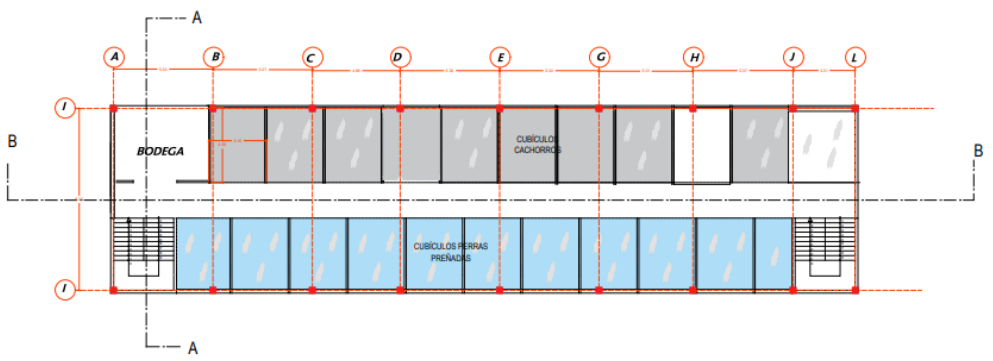 A
A B C D E G H J L
I
B
BODEGA
CUBÍCULOS
CACHORROS
B
CUBÍCULOS PERRAS
PREÑADAS
I
A